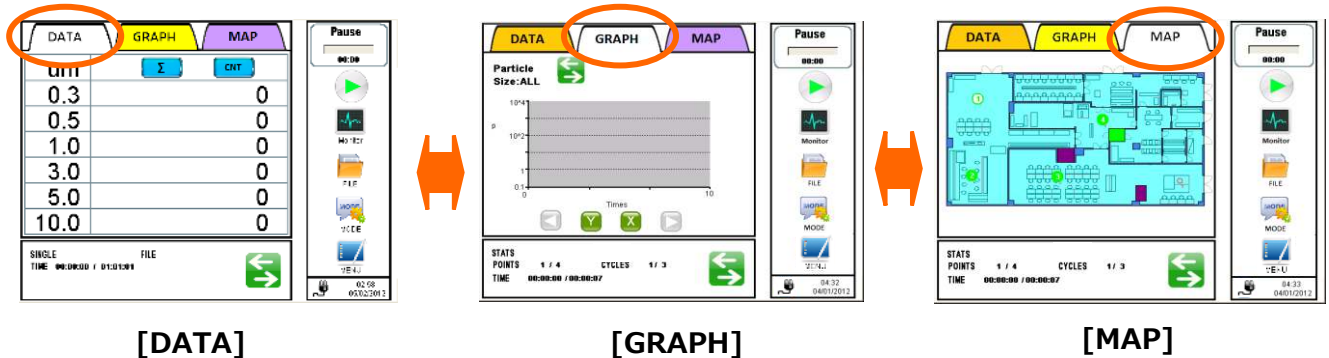 DATA GRAPH MAP
um Σ CNT
0.3 0
0.5 0
1.0 0
3.0 0
5.0 0
10.0 0
SINGLE FILE
TIME 00:00:00 / 01:01:01
Pause
00:00
Monitor
FILE
MODE
MENU
02:58
[DATA]
DATA GRAPH MAP
Particle
Size:ALL
10^4
10^2
1
0.1
0 10
Times
Y X
STATS
POINTS 1 / 4 CYCLES 1/ 3
TIME 00:00:00 /00:00:07
Pause
00:00
Monitor
FILE
MODE
MENU
04:32
04/01/2012
[GRAPH]
DATA GRAPH MAP
1
4
2
3
STATS
POINTS 1 / 4 CYCLES 1/ 3
TIME 00:00:00 /00:00:07
Pause
00:00
Monitor
FILE
MODE
MENU
04:33
04/01/2012
[MAP]